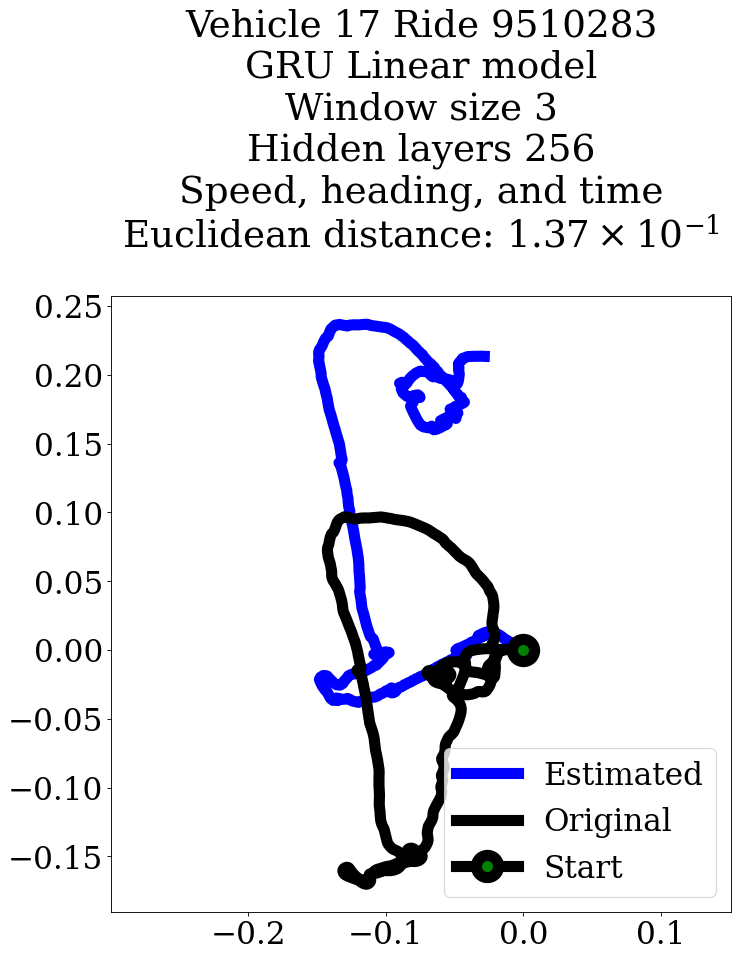 Vehicle 17 Ride 9510283
GRU Linear model
Window size 3
Hidden layers 256
Speed, heading, and time
Euclidean distance: 1.37 × 10⁻¹
0.25
0.20
0.15
0.10
0.05
0.00
−0.05
−0.10
−0.15
Estimated
Original
Start
−0.2 −0.1 0.0 0.1